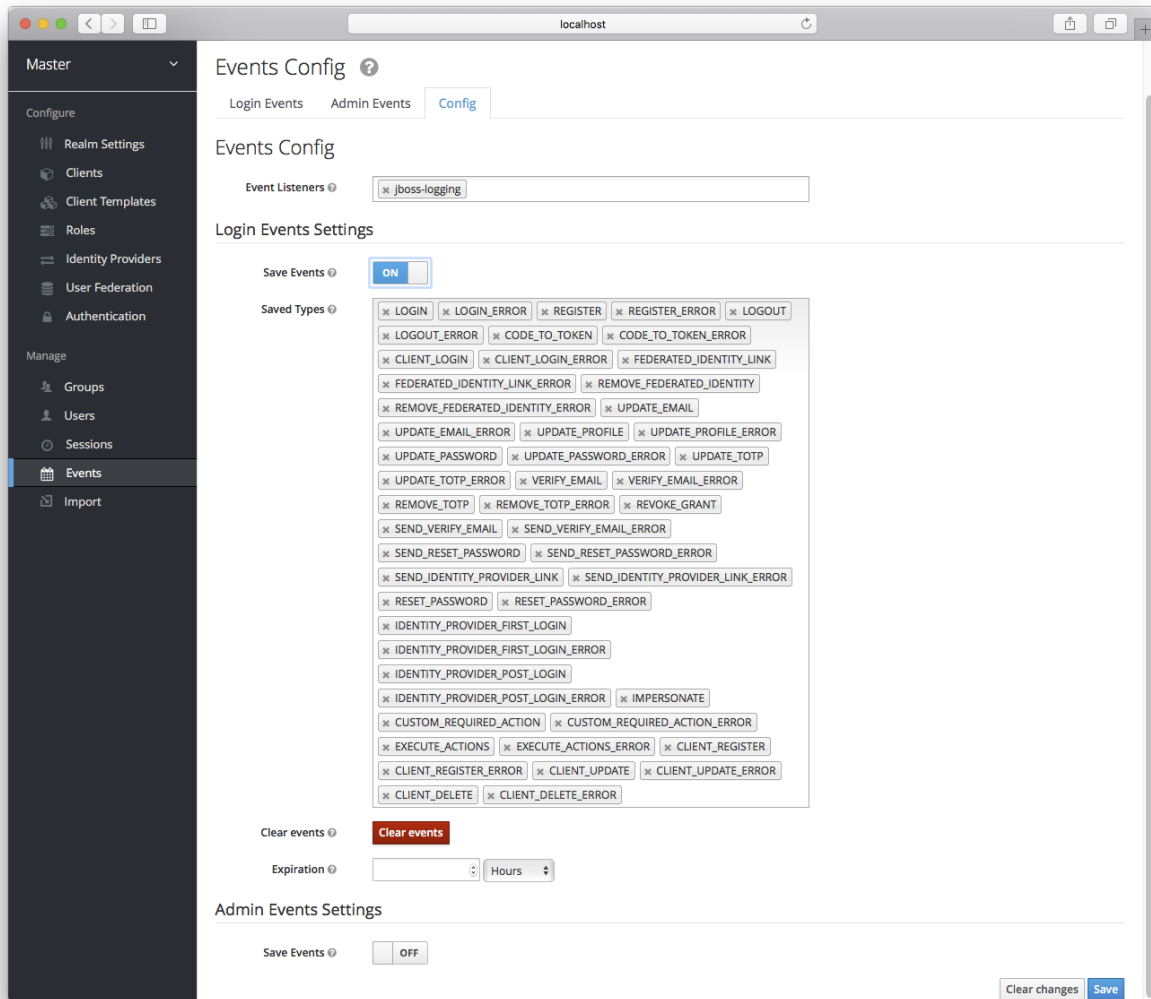 localhost
Master
Configure
Realm Settings
Clients
Client Templates
Roles
Identity Providers
User Federation
Authentication
Manage
Groups
Users
Sessions
Events
Import
Events Config
Login Events Admin Events Config
Events Config
Event Listeners jboss-logging
Login Events Settings
Save Events ON
Saved Types LOGIN LOGIN_ERROR REGISTER REGISTER_ERROR LOGOUT
LOGOUT_ERROR CODE_TO_TOKEN CODE_TO_TOKEN_ERROR
CLIENT_LOGIN CLIENT_LOGIN_ERROR FEDERATED_IDENTITY_LINK
FEDERATED_IDENTITY_LINK_ERROR REMOVE_FEDERATED_IDENTITY
REMOVE_FEDERATED_IDENTITY_ERROR UPDATE_EMAIL
UPDATE_EMAIL_ERROR UPDATE_PROFILE UPDATE_PROFILE_ERROR
UPDATE_PASSWORD UPDATE_PASSWORD_ERROR UPDATE_TOTP
UPDATE_TOTP_ERROR VERIFY_EMAIL VERIFY_EMAIL_ERROR
REMOVE_TOTP REMOVE_TOTP_ERROR REVOKE_GRANT
SEND_VERIFY_EMAIL SEND_VERIFY_EMAIL_ERROR
SEND_RESET_PASSWORD SEND_RESET_PASSWORD_ERROR
SEND_IDENTITY_PROVIDER_LINK SEND_IDENTITY_PROVIDER_LINK_ERROR
RESET_PASSWORD RESET_PASSWORD_ERROR
IDENTITY_PROVIDER_FIRST_LOGIN
IDENTITY_PROVIDER_FIRST_LOGIN_ERROR
IDENTITY_PROVIDER_POST_LOGIN
IDENTITY_PROVIDER_POST_LOGIN_ERROR IMPERSONATE
CUSTOM_REQUIRED_ACTION CUSTOM_REQUIRED_ACTION_ERROR
EXECUTE_ACTIONS EXECUTE_ACTIONS_ERROR CLIENT_REGISTER
CLIENT_REGISTER_ERROR CLIENT_UPDATE CLIENT_UPDATE_ERROR
CLIENT_DELETE CLIENT_DELETE_ERROR
Clear events Clear events
Expiration Hours
Admin Events Settings
Save Events OFF
Clear changes Save